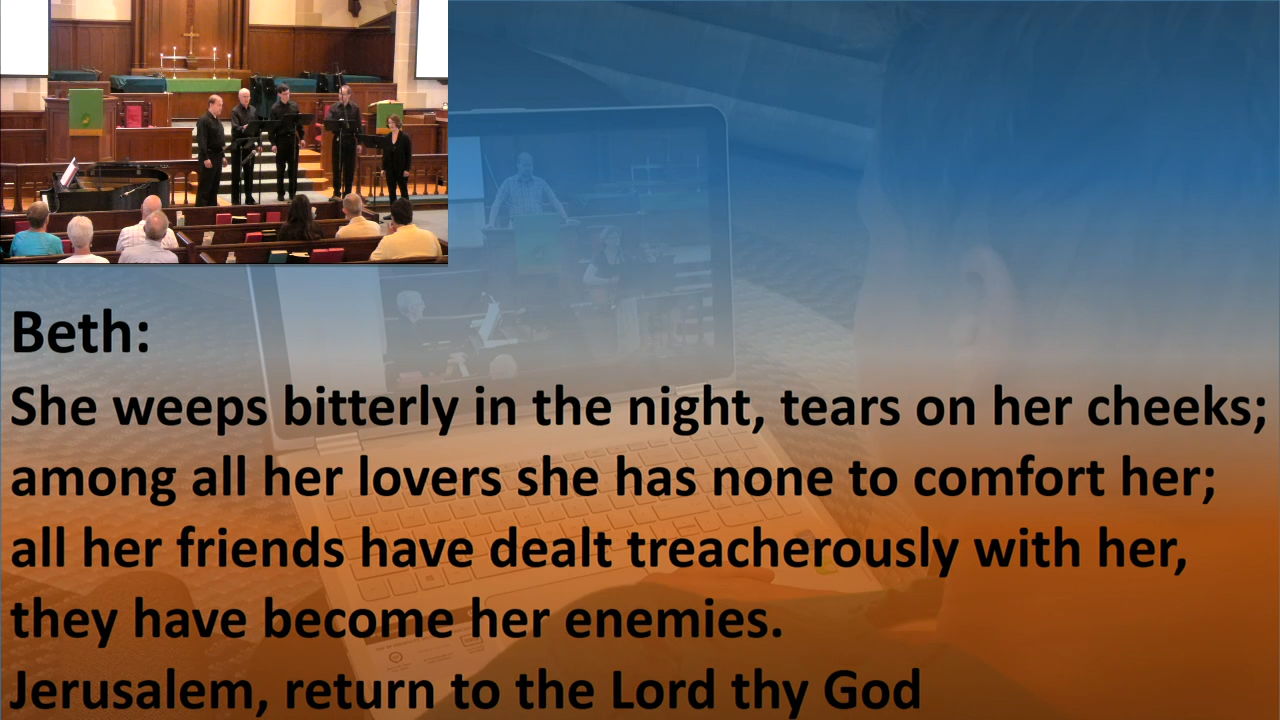 Beth:
She weeps bitterly in the night, tears on her cheeks;
among all her lovers she has none to comfort her;
all her friends have dealt treacherously with her,
they have become her enemies.
Jerusalem, return to the Lord thy God